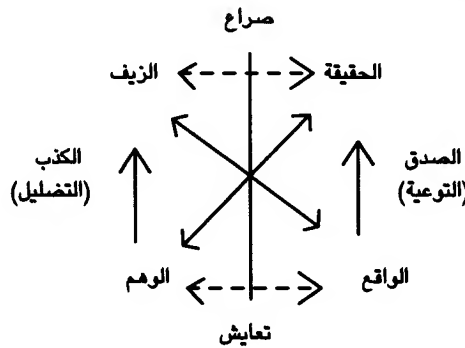 صراع
الحقيقة
الزيف
الصدق
(التوعية)
الكذب
(التضليل)
الواقع
الوهم
تعايش